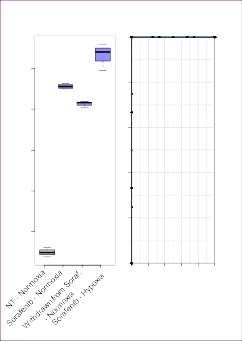 NT - Normoxia
Sorafenib - Normoxia
Withdrawn from Soraf...
- Normoxia
Sorafenib - Hypoxia